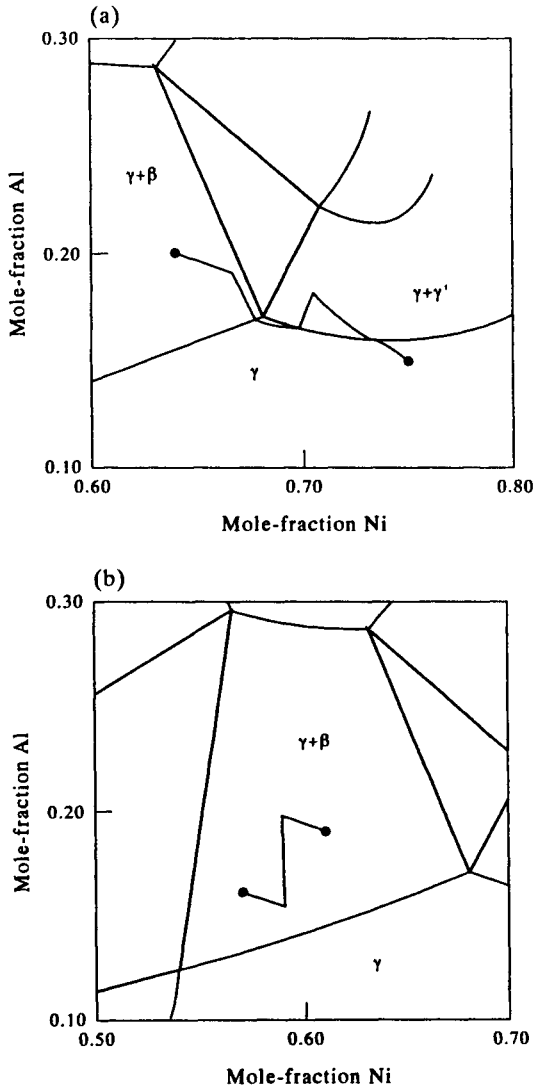 (a)
0.30
γ+β
0.20
γ+γ'
γ
0.10
0.60
0.70
0.80
Mole-fraction Al
Mole-fraction Ni
(b)
0.30
γ+β
0.20
γ
0.10
0.50
0.60
0.70
Mole-fraction Al
Mole-fraction Ni